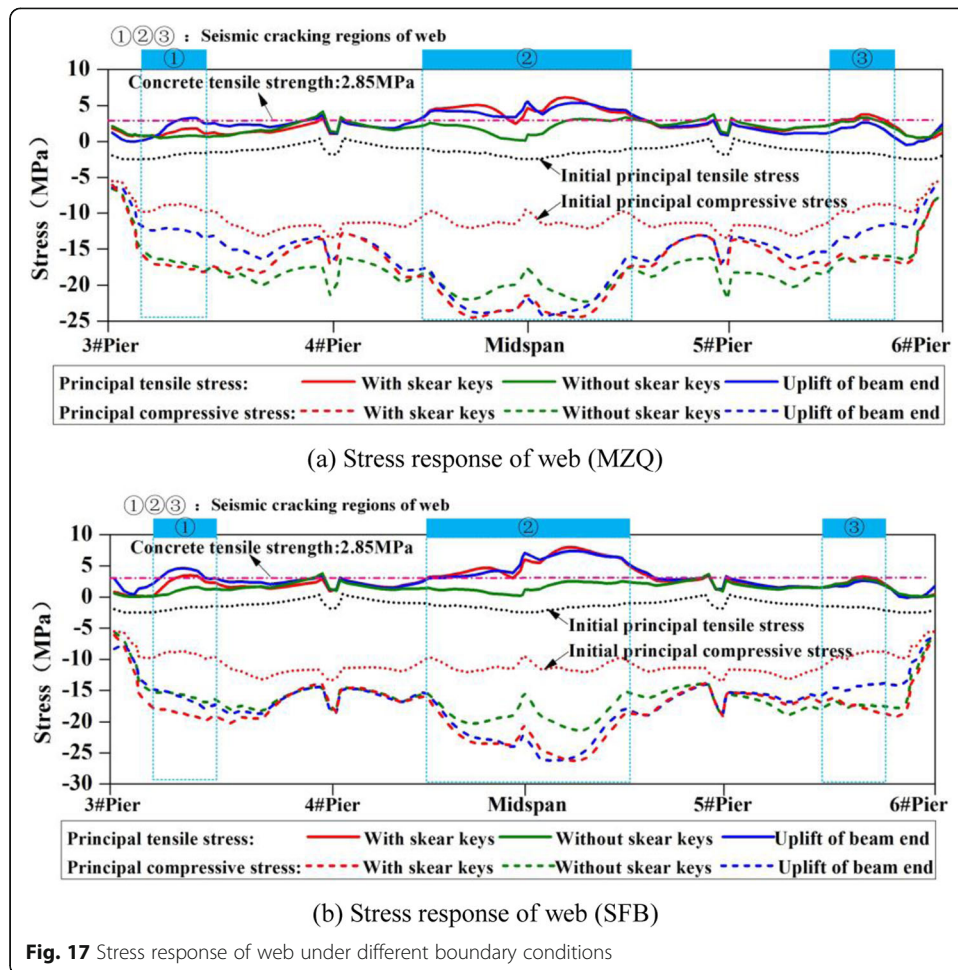 ①②③ : Seismic cracking regions of web
① ② ③
10
Concrete tensile strength:2.85MPa
5
0
-5
Initial principal tensile stress
-10
Initial principal compressive stress
-15
-20
-25
Stress (MPa)
3#Pier 4#Pier Midspan 5#Pier 6#Pier
Principal tensile stress: With skear keys Without skear keys Uplift of beam end
Principal compressive stress: With skear keys Without skear keys Uplift of beam end
(a) Stress response of web (MZQ)
①②③ : Seismic cracking regions of web
① ② ③
10
Concrete tensile strength:2.85MPa
5
0
-5
Initial principal tensile stress
Initial principal compressive stress
-10
-15
-20
-25
-30
Stress (MPa)
3#Pier 4#Pier Midspan 5#Pier 6#Pier
Principal tensile stress: With skear keys Without skear keys Uplift of beam end
Principal compressive stress: With skear keys Without skear keys Uplift of beam end
(b) Stress response of web (SFB)
Fig. 17 Stress response of web under different boundary conditions